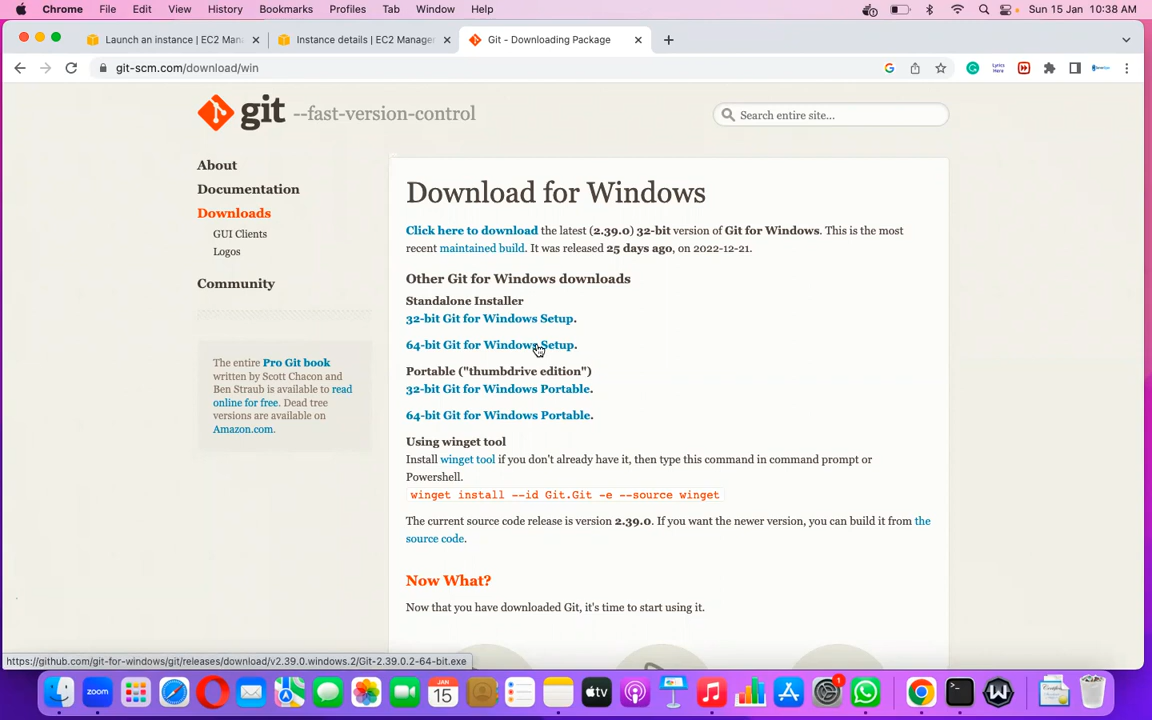 Chrome File Edit View History Bookmarks Profiles Tab Window Help Sun 15 Jan 10:38 AM
Launch an instance | EC2 Man
Instance details | EC2 Manager
Git - Downloading Package
git-scm.com/download/win
git --fast-version-control
Search entire site...
About
Documentation
Downloads
GUI Clients
Logos
Community
The entire Pro Git book
written by Scott Chacon and
Ben Straub is available to read
online for free. Dead tree
versions are available on
Amazon.com.
Download for Windows
Click here to download the latest (2.39.0) 32-bit version of Git for Windows. This is the most
recent maintained build. It was released 25 days ago, on 2022-12-21.
Other Git for Windows downloads
Standalone Installer
32-bit Git for Windows Setup.
64-bit Git for Windows Setup.
Portable ("thumbdrive edition")
32-bit Git for Windows Portable.
64-bit Git for Windows Portable.
Using winget tool
Install winget tool if you don't already have it, then type this command in command prompt or
Powershell.
winget install --id Git.Git -e --source winget
The current source code release is version 2.39.0. If you want the newer version, you can build it from the
source code.
Now What?
Now that you have downloaded Git, it's time to start using it.
https://github.com/git-for-windows/git/releases/download/v2.39.0.windows.2/Git-2.39.0.2-64-bit.exe
zoom
JAN
15
tv
1